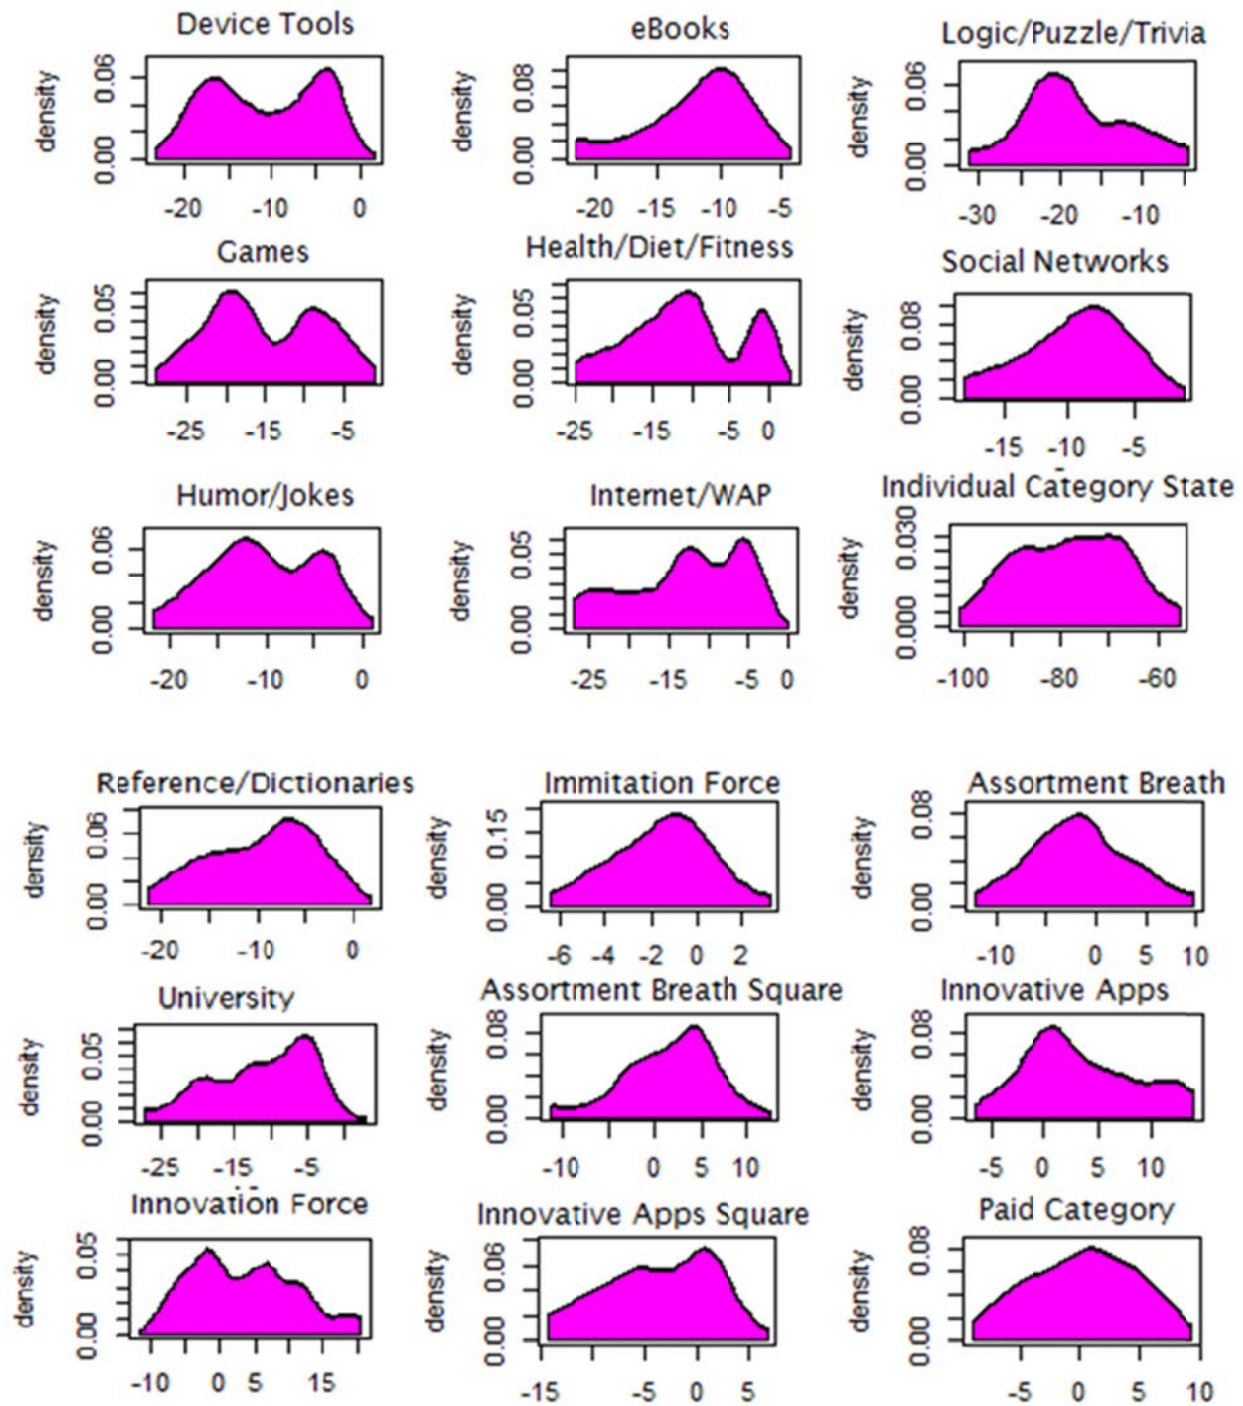 Device Tools
eBooks
Logic/Puzzle/Trivia
density
0.00 0.06
-20 -10 0
density
0.00 0.08
-20 -15 -10 -5
density
0.00 0.06
-30 -20 -10
Games
Health/Diet/Fitness
Social Networks
density
0.00 0.05
-25 -15 -5
density
0.00 0.05
-25 -15 -5 0
density
0.00 0.08
-15 -10 -5
Humor/Jokes
Internet/WAP
Individual Category State
density
0.00 0.06
-20 -10 0
density
0.00 0.05
-25 -15 -5 0
density
0.000 0.030
-100 -80 -60
Reference/Dictionaries
Immitation Force
Assortment Breath
density
0.00 0.06
-20 -10 0
density
0.00 0.15
-6 -4 -2 0 2
density
0.00 0.08
-10 0 5 10
University
Assortment Breath Square
Innovative Apps
density
0.00 0.05
-25 -15 -5
density
0.00 0.08
-10 0 5 10
density
0.00 0.08
-5 0 5 10
Innovation Force
Innovative Apps Square
Paid Category
density
0.00 0.05
-10 0 5 15
density
0.00 0.06
-15 -5 0 5
density
0.00 0.08
-5 0 5 10